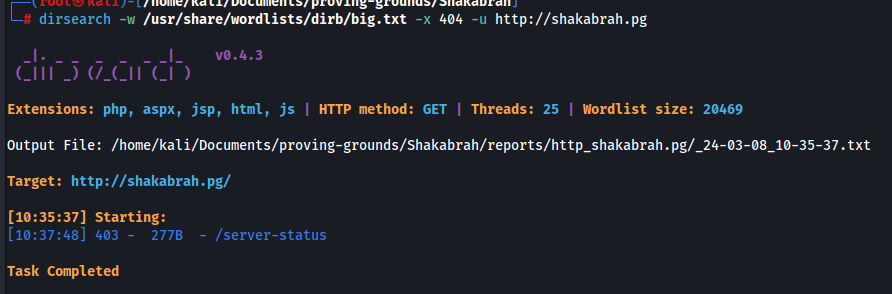 (root㉿kali)-[/home/kali/Documents/proving-grounds/Shakabrah]
# dirsearch -w /usr/share/wordlists/dirb/big.txt -x 404 -u http://shakabrah.pg
_|. _ _  _  _  _ _|_    v0.4.3
(_||| _) (/_(_|| (_| )
Extensions: php, aspx, jsp, html, js | HTTP method: GET | Threads: 25 | Wordlist size: 20469
Output File: /home/kali/Documents/proving-grounds/Shakabrah/reports/http_shakabrah.pg/_24-03-08_10-35-37.txt
Target: http://shakabrah.pg/
[10:35:37] Starting:
[10:37:48] 403 -  277B  - /server-status
Task Completed